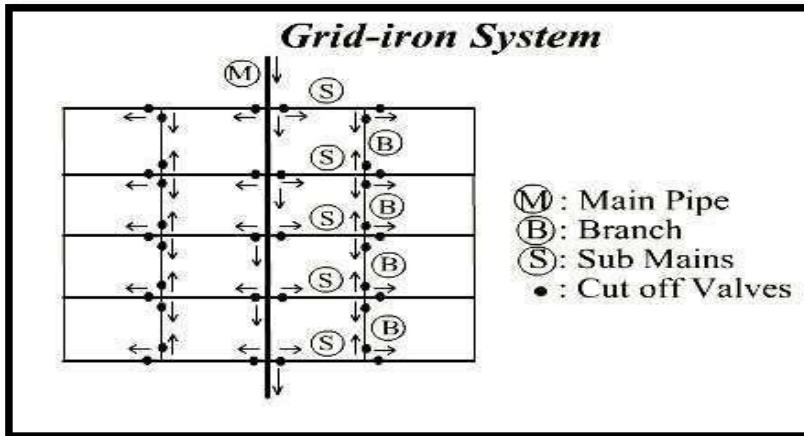 Grid-iron System
M
S
S
B
S
B
S
B
S
B
M : Main Pipe
B : Branch
S : Sub Mains
• : Cut off Valves